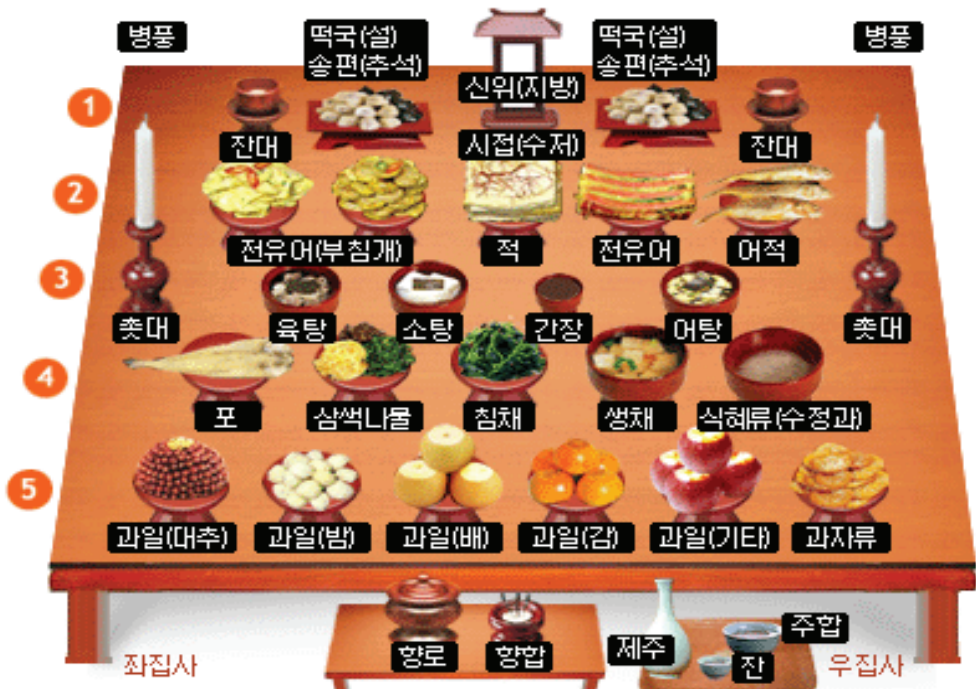 병풍
떡국(설)
송편(추석)
신위(지방)
떡국(설)
송편(추석)
병풍
1
잔대
시접(수저)
잔대
2
전유어(부침개)
적
전유어
어적
3
촛대
육탕
소탕
간장
어탕
촛대
4
포
삼색나물
침채
생채
식혜류(수정과)
5
과일(대추)
과일(밤)
과일(배)
과일(감)
과일(기타)
과자류
향로
향합
제주
잔
주합
좌집사
우집사